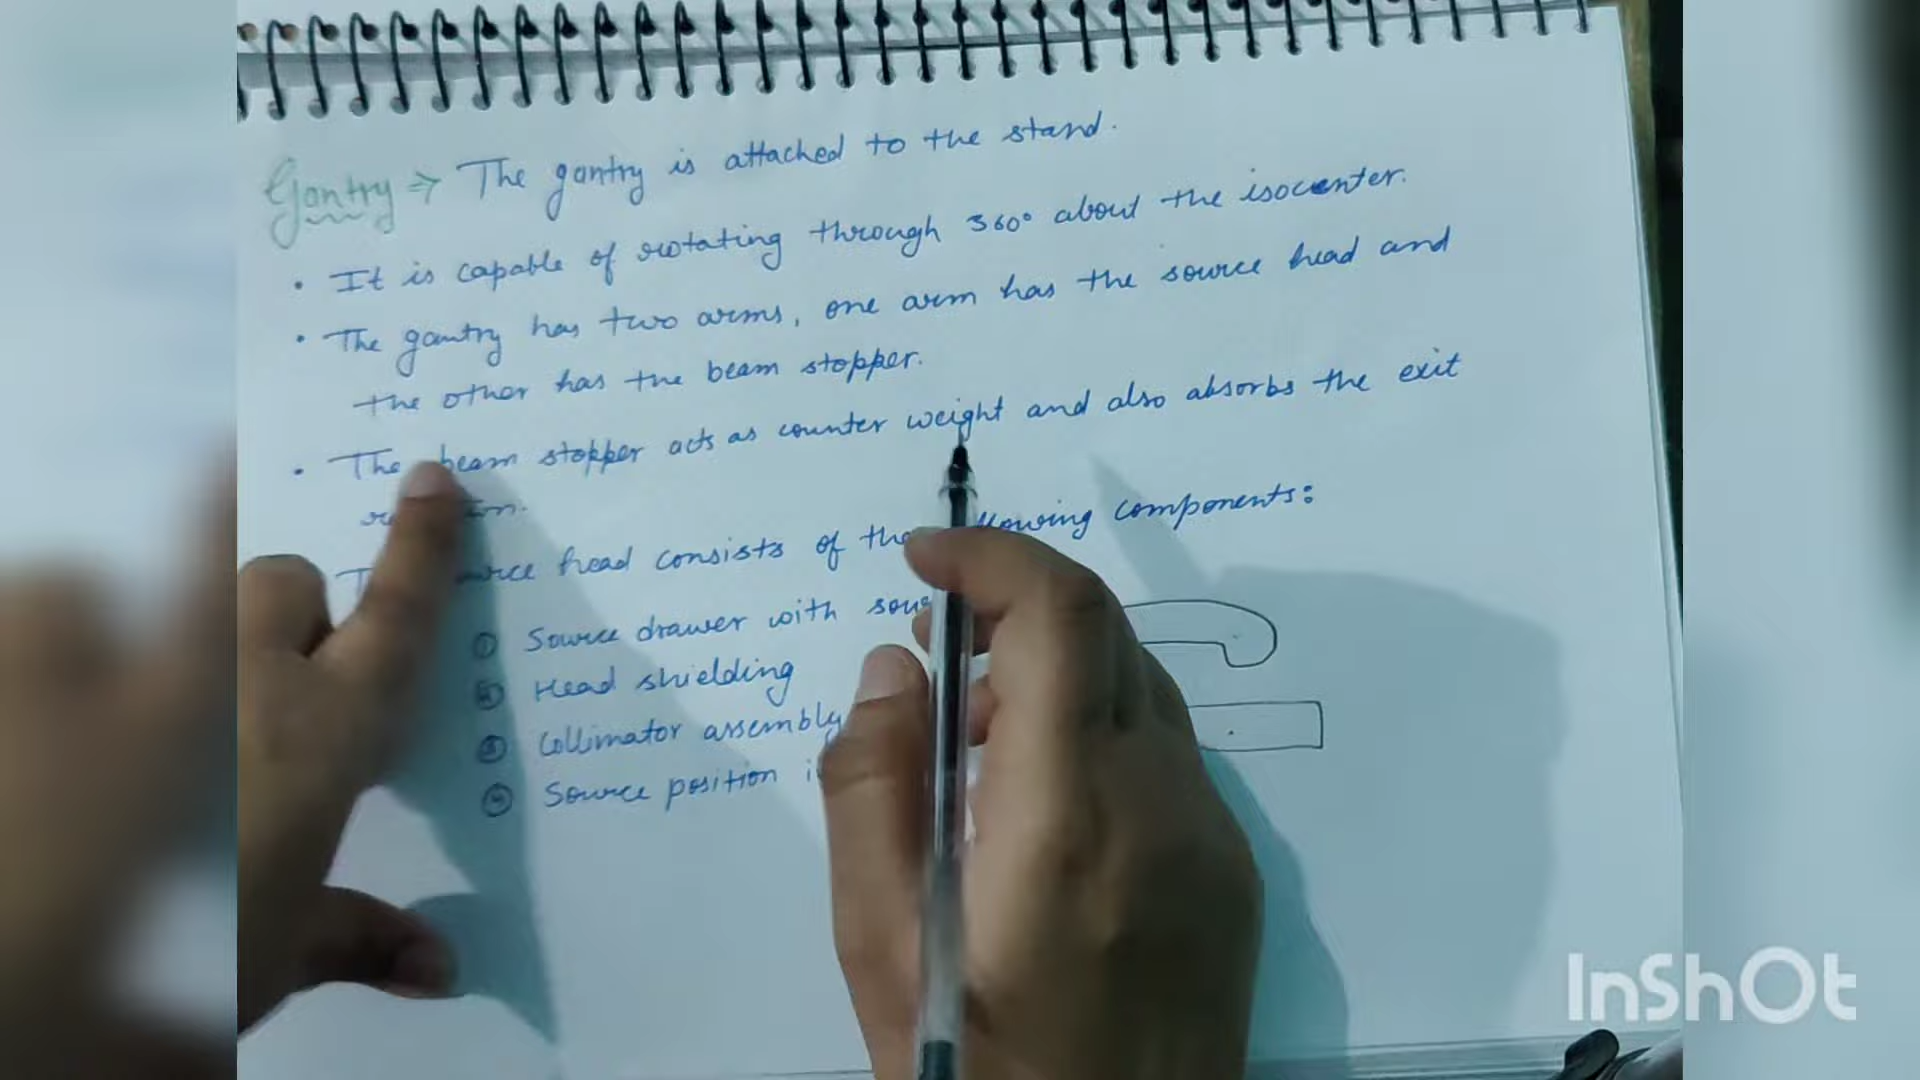 Gantry ⇒ The gantry is attached to the stand.
• It is capable of rotating through 360° about the isocenter.
• The gantry has two arms, one arm has the source head and
the other has the beam stopper.
• The beam stopper acts as counter weight and also absorbs the exit
head consists of the components:
① Source drawer with
② Head shielding
③ Collimator assembly
④ Source position
InShOt